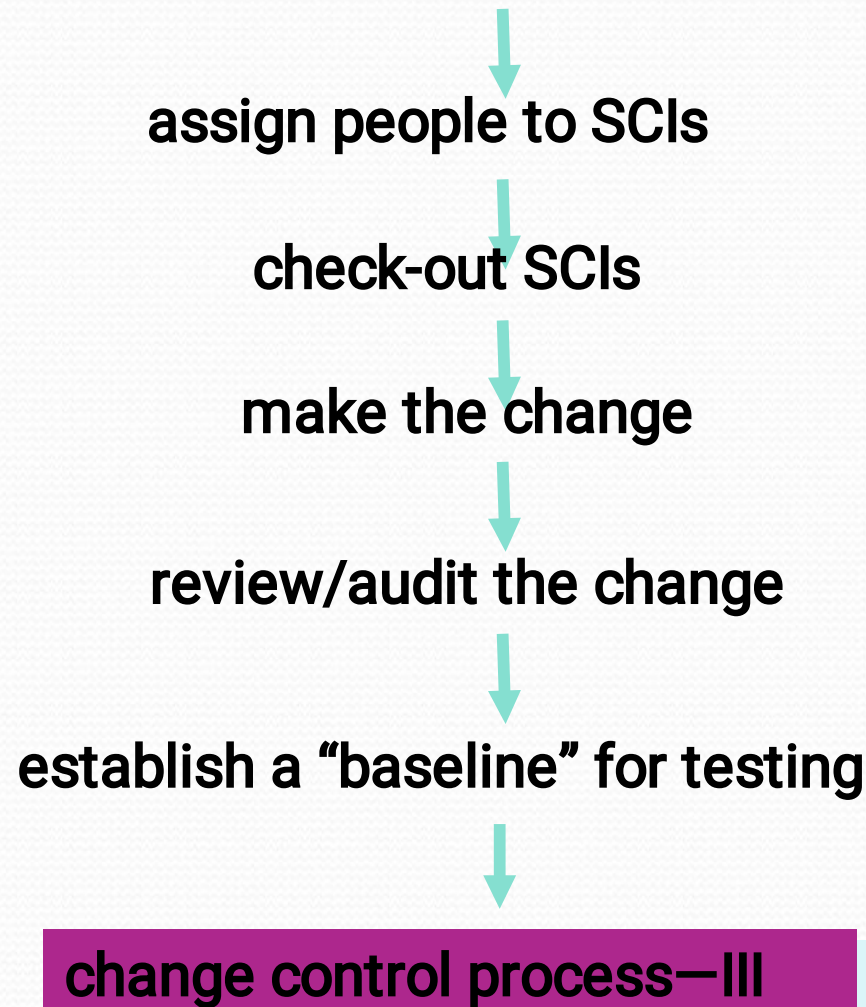 assign people to SCIs
check-out SCIs
make the change
review/audit the change
establish a “baseline” for testing
change control process—III